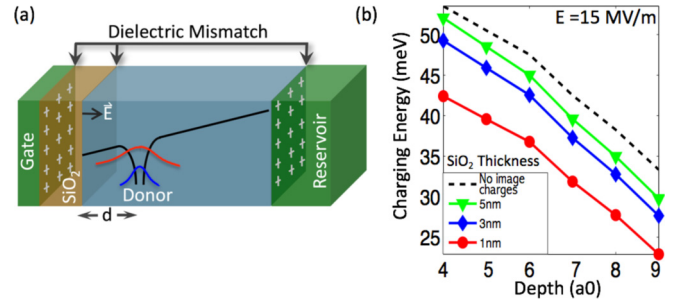 (a)
Dielectric Mismatch
Gate
SiO2
E
d
Donor
Reservoir
(b)
E =15 MV/m
Charging Energy (meV)
50
45
40
35
30
25
SiO2 Thickness
No image
charges
5nm
3nm
1nm
4 5 6 7 8 9
Depth (a0)